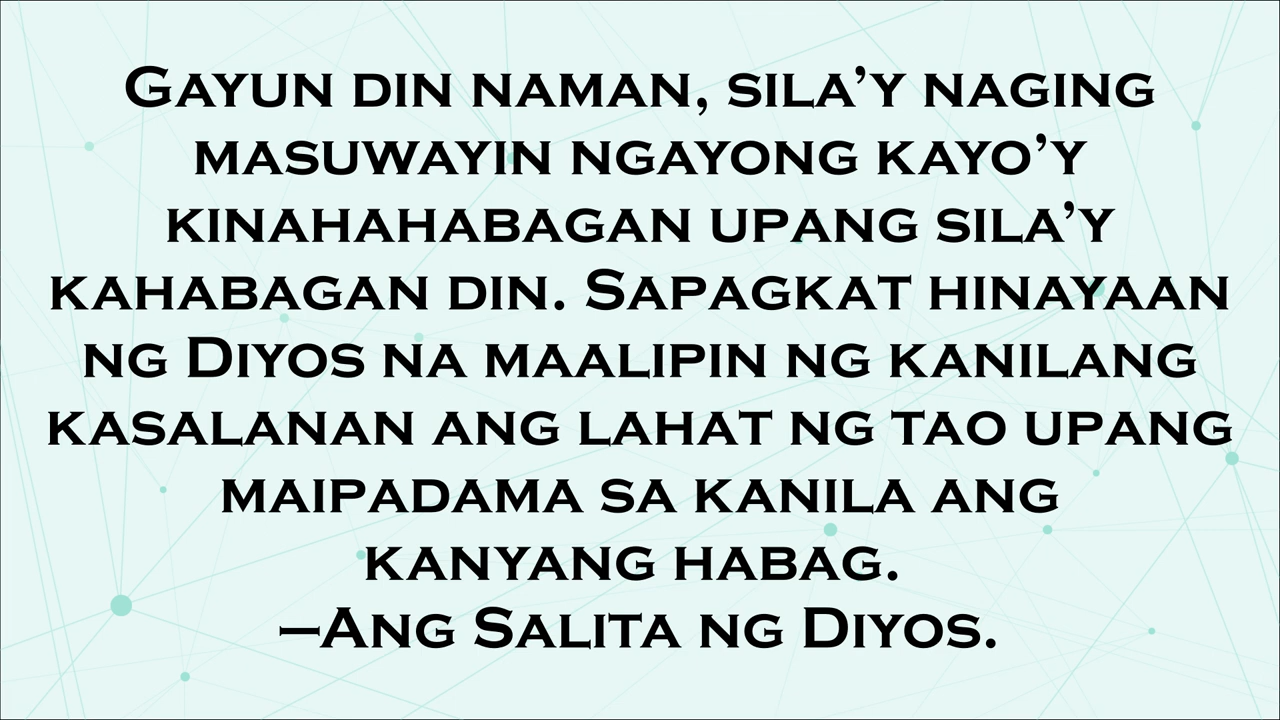 Gayun din naman, sila’y naging
masuwayin ngayong kayo’y
kinahahabagan upang sila’y
kahabagan din. Sapagkat hinayaan
ng Diyos na maalipin ng kanilang
kasalanan ang lahat ng tao upang
maipadama sa kanila ang
kanyang habag.
—Ang Salita ng Diyos.